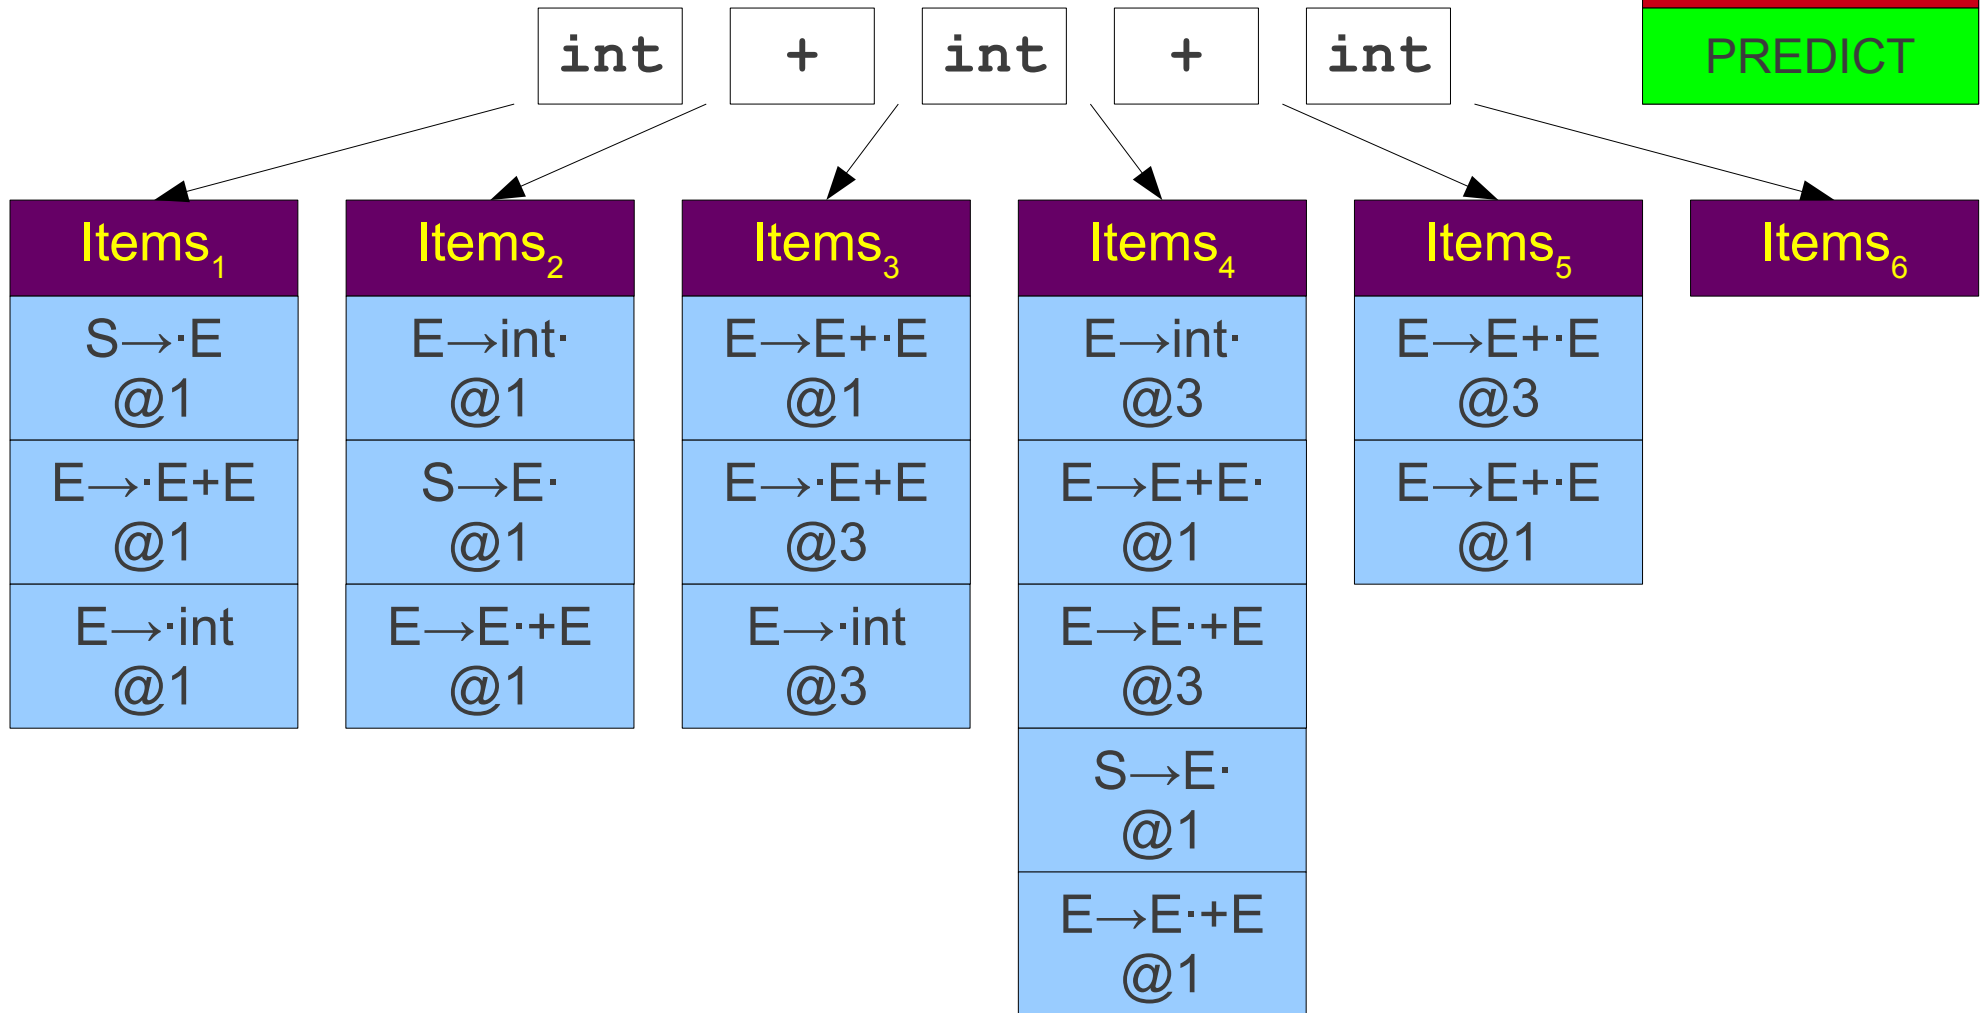 int + int + int PREDICT
Items1 Items2 Items3 Items4 Items5 Items6
S→·E
@1
E→·E+E
@1
E→·int
@1
E→int·
@1
S→E·
@1
E→E·+E
@1
E→E+·E
@1
E→·E+E
@3
E→·int
@3
E→int·
@3
E→E+E·
@1
E→E·+E
@3
S→E·
@1
E→E·+E
@1
E→E+·E
@3
E→E+·E
@1